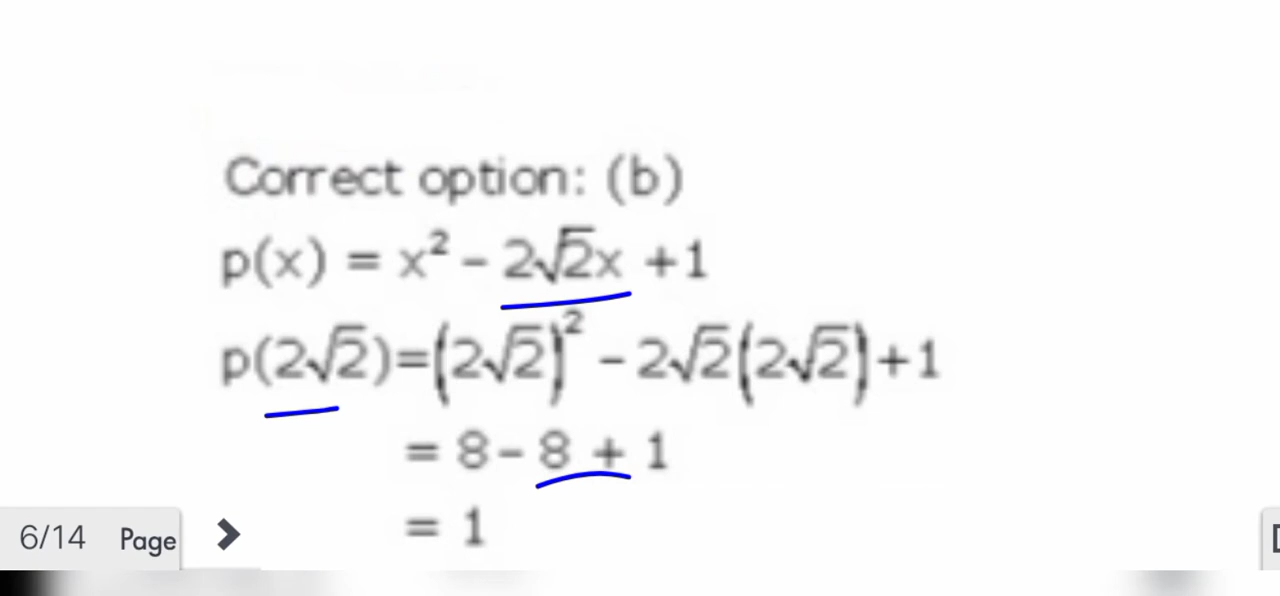 Correct option: (b)
p(x) = x² - 2√2x +1
p(2√2)=(2√2)² - 2√2(2√2)+1
= 8- 8 + 1
= 1
6/14 Page >